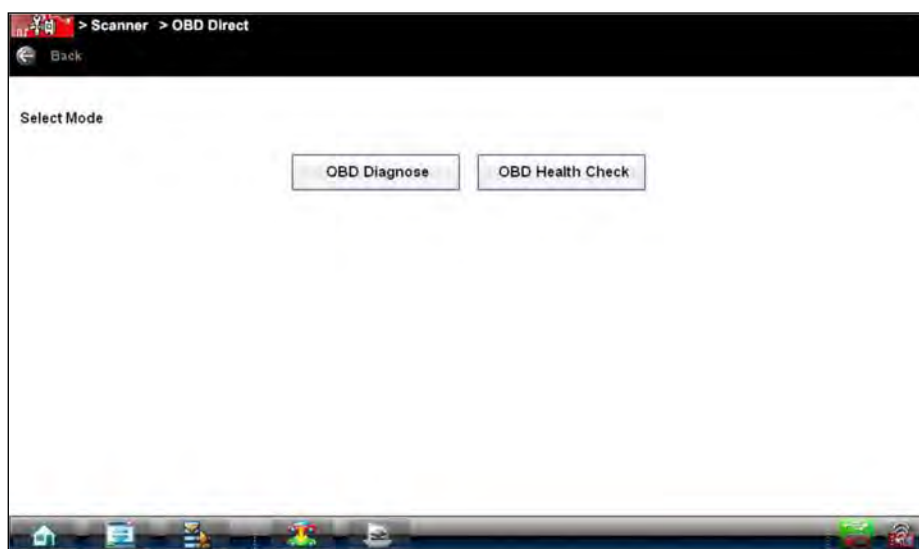 > Scanner > OBD Direct
Back
Select Mode
OBD Diagnose OBD Health Check